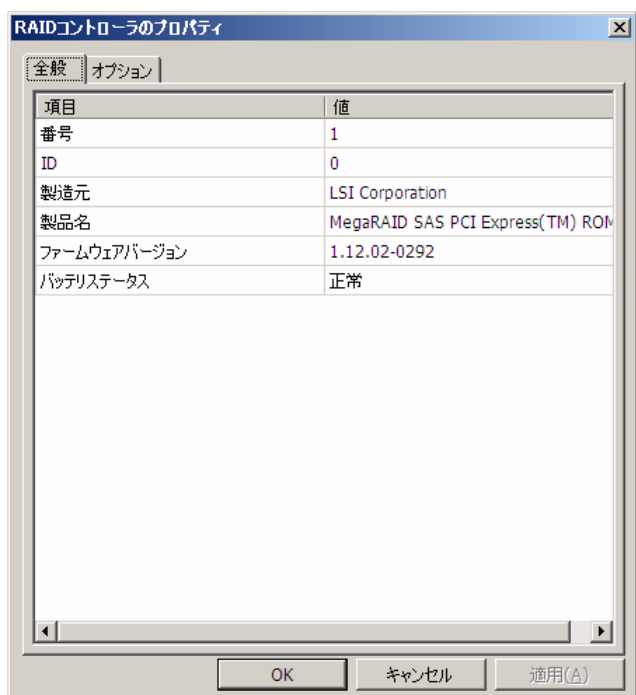 RAIDコントローラのプロパティ
全般 オプション
項目 値
番号 1
ID 0
製造元 LSI Corporation
製品名 MegaRAID SAS PCI Express(TM) ROM
ファームウェアバージョン 1.12.02-0292
バッテリステータス 正常
OK キャンセル 適用(A)